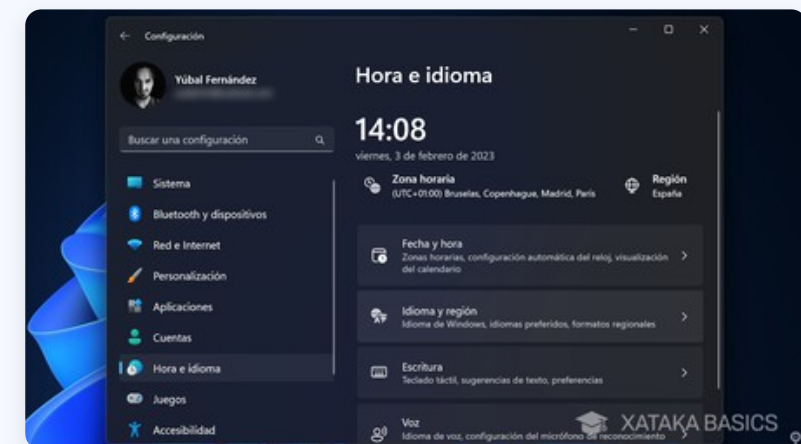 Configuración
Yúbal Fernández
Buscar una configuración
Sistema
Bluetooth y dispositivos
Red e Internet
Personalización
Aplicaciones
Cuentas
Hora e idioma
Juegos
Accesibilidad
Hora e idioma
14:08
viernes, 3 de febrero de 2023
Zona horaria
(UTC+01:00) Bruselas, Copenhague, Madrid, París
Región
España
Fecha y hora
Zonas horarias, configuración automática del reloj, visualización
del calendario
Idioma y región
Idioma de Windows, idiomas preferidos, formatos regionales
Escritura
Teclado táctil, sugerencias de texto, preferencias
Voz
Idioma de voz, configuración del micrófono de reconocimiento
XATAKA BASICS